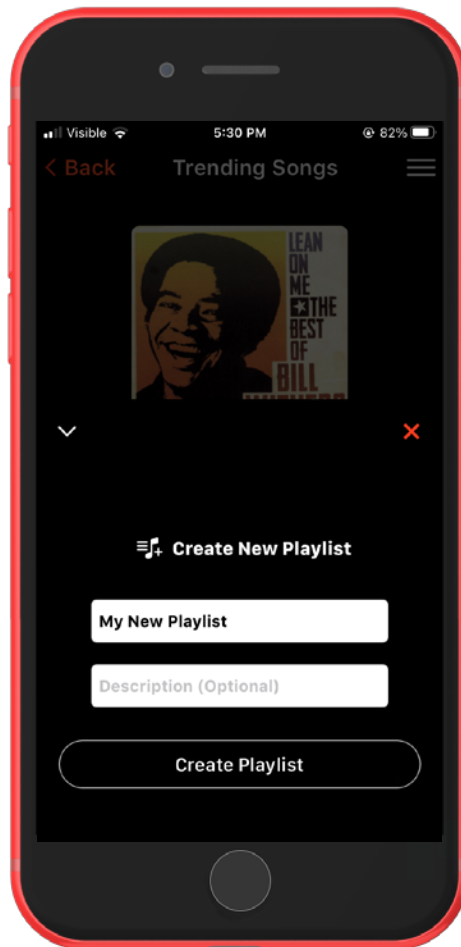 Visible
5:30 PM
82%
Back
Trending Songs
LEAN
ON
ME
THE
BEST
OF
BILL
Create New Playlist
My New Playlist
Description (Optional)
Create Playlist